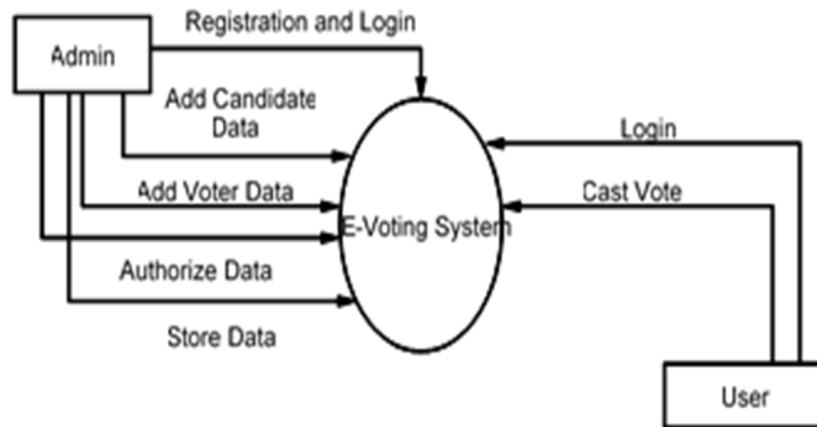 Registration and Login
Admin
Add Candidate
Data
Login
Add Voter Data
Cast Vote
E-Voting System
Authorize Data
Store Data
User